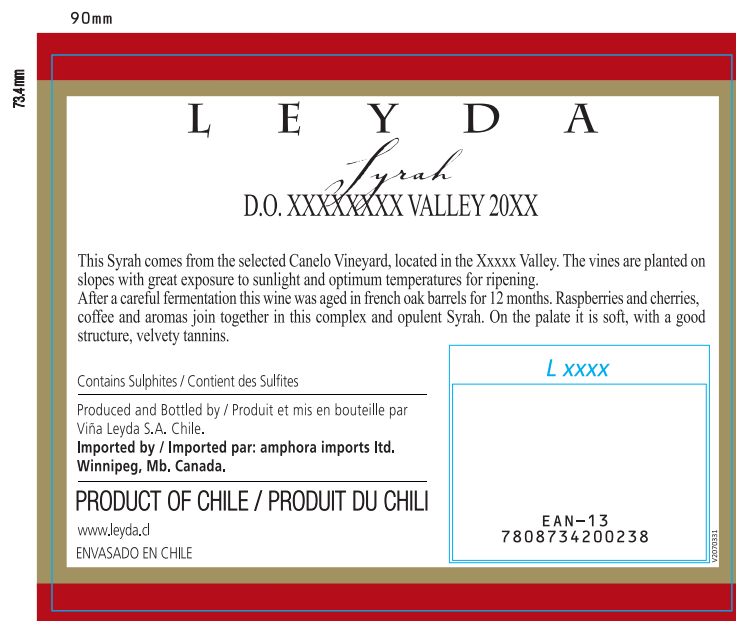 90mm
73.4mm
LEYDA
Syrah
D.O. XXXXXXXX VALLEY 20XX
This Syrah comes from the selected Canelo Vineyard, located in the Xxxxx Valley. The vines are planted on
slopes with great exposure to sunlight and optimum temperatures for ripening.
After a careful fermentation this wine was aged in french oak barrels for 12 months. Raspberries and cherries,
coffee and aromas join together in this complex and opulent Syrah. On the palate it is soft, with a good
structure, velvety tannins.
Contains Sulphites / Contient des Sulfites
Produced and Bottled by / Produit et mis en bouteille par
Viña Leyda S.A. Chile.
Imported by / Imported par: amphora imports ltd.
Winnipeg, Mb. Canada.
PRODUCT OF CHILE / PRODUIT DU CHILI
www.leyda.cl
ENVASADO EN CHILE
L xxxx
EAN-13
7808734200238
V2070331